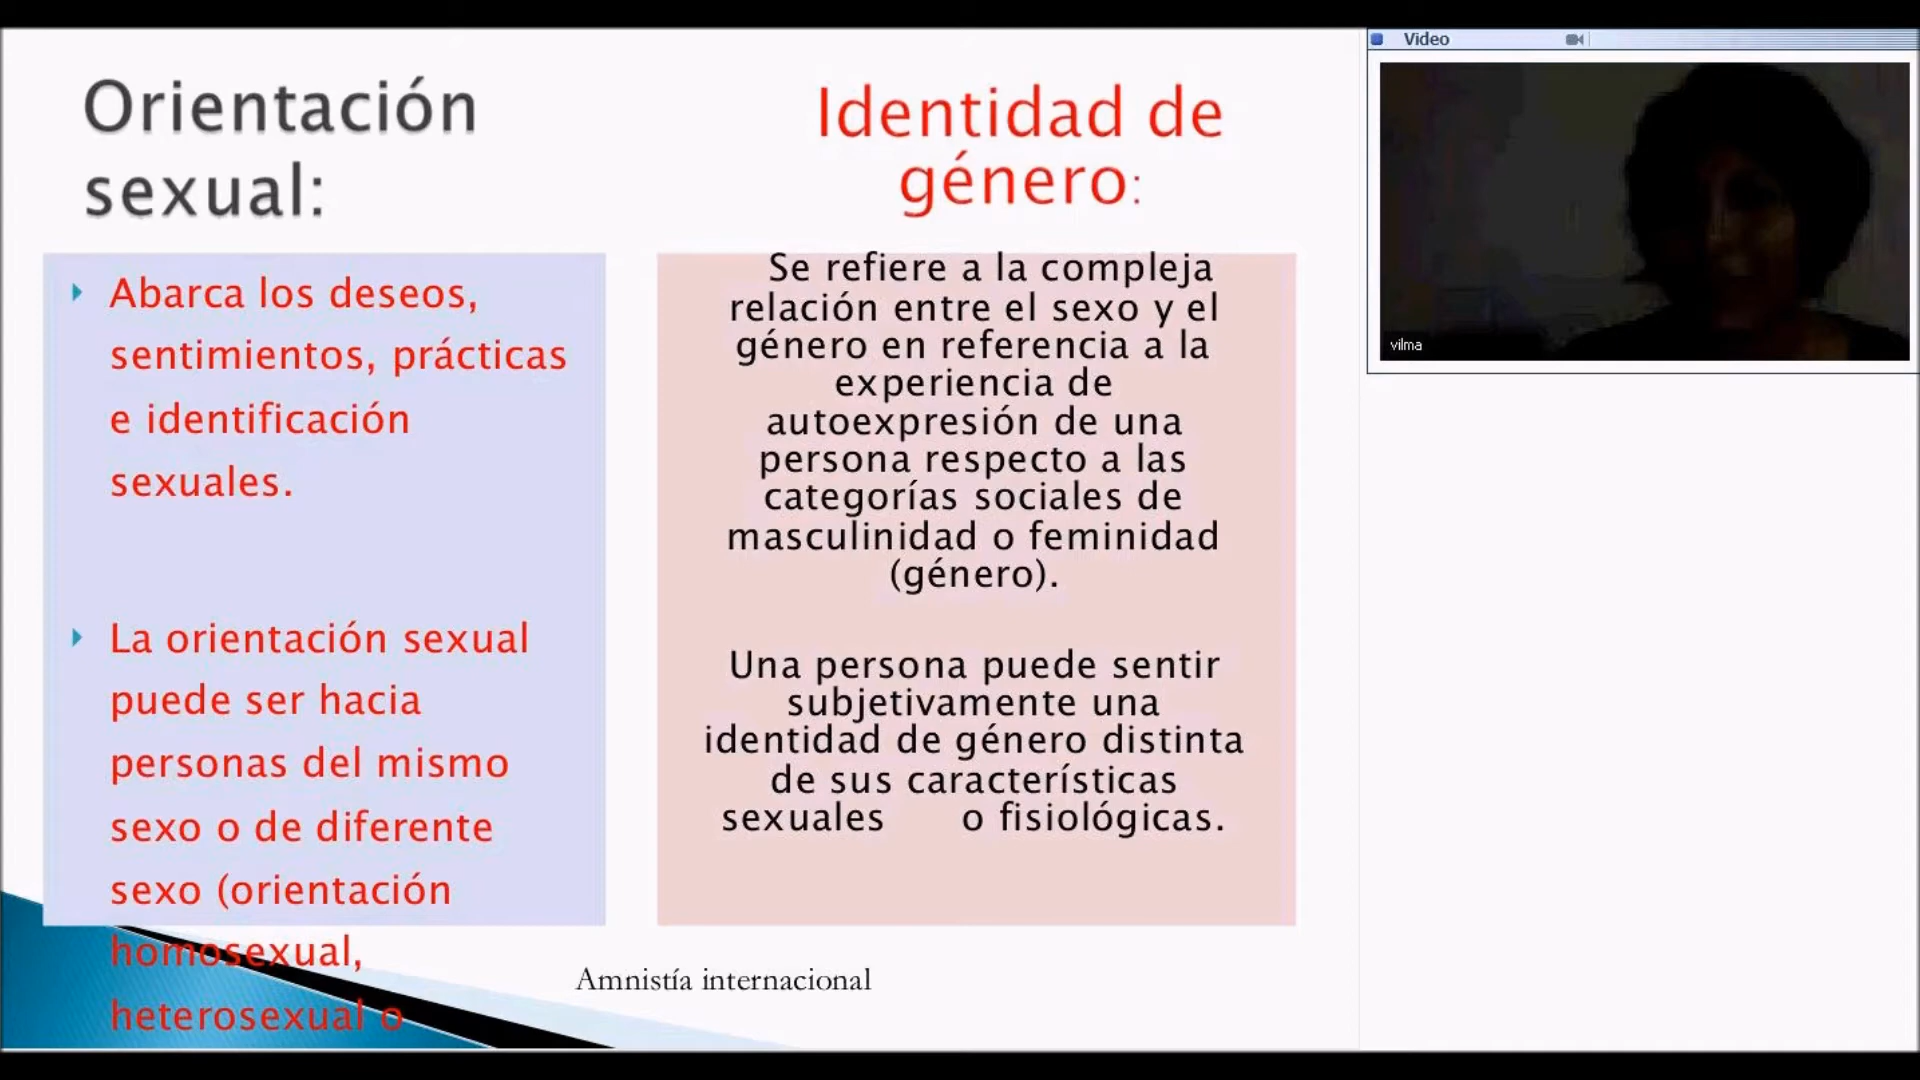 Orientación
sexual:
Abarca los deseos,
sentimientos, prácticas
e identificación
sexuales.
La orientación sexual
puede ser hacia
personas del mismo
sexo o de diferente
sexo (orientación
homosexual,
heterosexual o
Identidad de
género:
Se refiere a la compleja
relación entre el sexo y el
género en referencia a la
experiencia de
autoexpresión de una
persona respecto a las
categorías sociales de
masculinidad o feminidad
(género).
Una persona puede sentir
subjetivamente una
identidad de género distinta
de sus características
sexuales o fisiológicas.
Amnistía internacional
Video
vilma